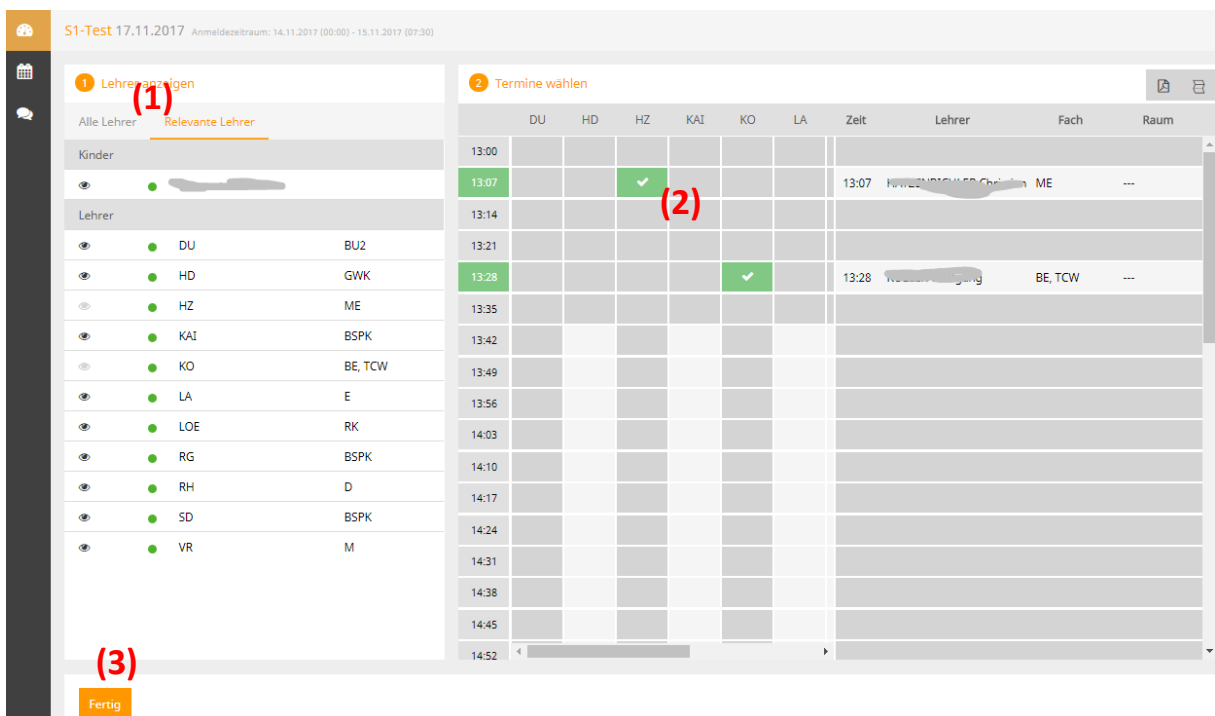 S1-Test 17.11.2017 Anmeldezeitraum: 14.11.2017 (00:00) - 15.11.2017 (07:30)
1 Lehrer anzeigen
(1)
Alle Lehrer Relevante Lehrer
Kinder
Lehrer
DU BU2
HD GWK
HZ ME
KAI BSPK
KO BE, TCW
LA E
LOE RK
RG BSPK
RH D
SD BSPK
VR M
(3)
Fertig
2 Termine wählen
DU HD HZ KAI KO LA Zeit Lehrer Fach Raum
13:00
13:07 13:07 ME ---
(2)
13:14
13:21
13:28 13:28 BE, TCW ---
13:35
13:42
13:49
13:56
14:03
14:10
14:17
14:24
14:31
14:38
14:45
14:52